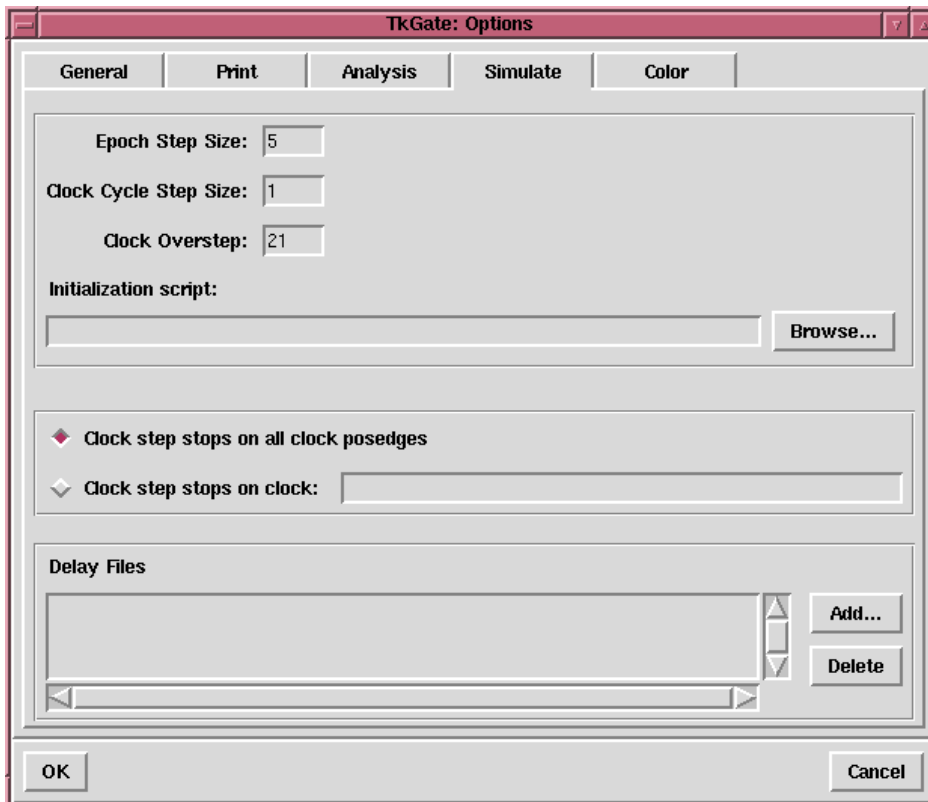 TkGate: Options
General Print Analysis Simulate Color
Epoch Step Size: 5
Clock Cycle Step Size: 1
Clock Overstep: 21
Initialization script:
Browse...
Clock step stops on all clock posedges
Clock step stops on clock:
Delay Files
Add...
Delete
OK Cancel